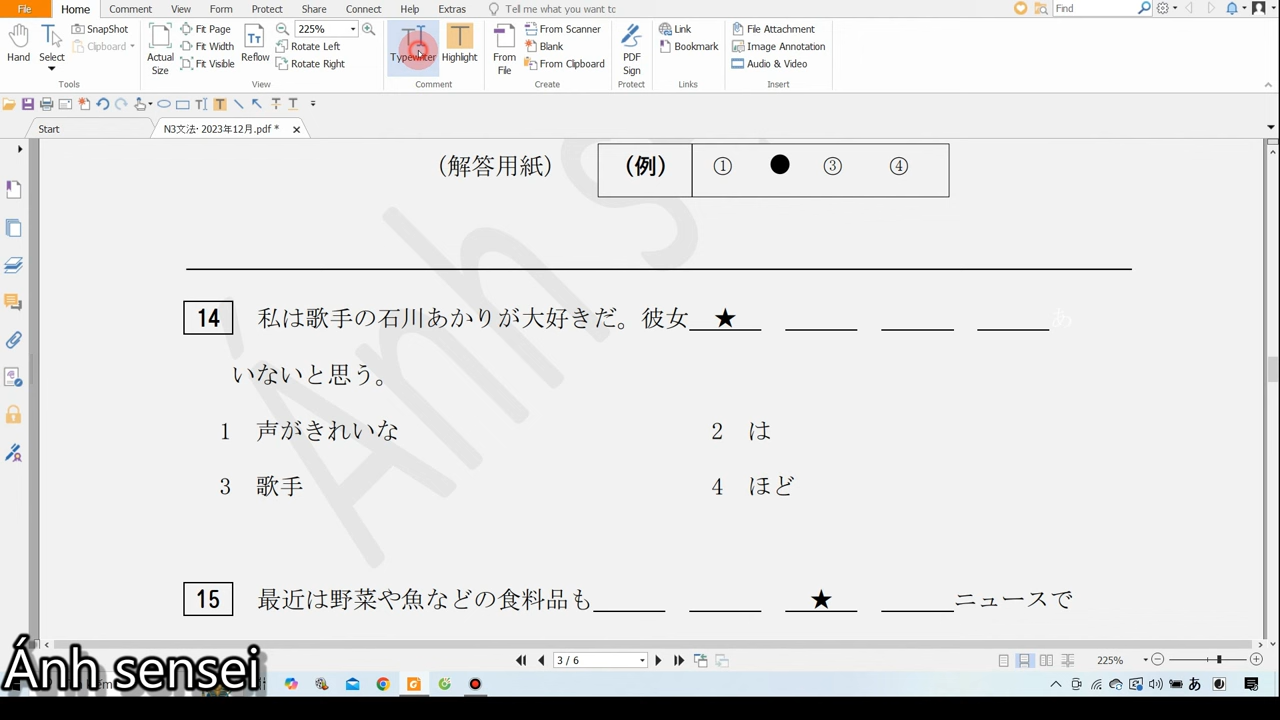 File Home Comment View Form Protect Share Connect Help Extras Tell me what you want to Find
Hand Select Tools
SnapShot
Clipboard
Actual Size
Fit Page
Fit Width
Fit Visible
Reflow
225%
Rotate Left
Rotate Right
View
Typewriter Highlight
Comment
From File
From Scanner
Blank
From Clipboard
Create
PDF Sign
Protect
Link
Bookmark
Links
File Attachment
Image Annotation
Audio & Video
Insert
Start N3文法・2023年12月.pdf *
(解答用紙) (例) ① ● ③ ④
14 私は歌手の石川あかりが大好きだ。彼女 ★ あ
いないと思う。
1 声がきれいな 2 は
3 歌手 4 ほど
15 最近は野菜や魚などの食料品も ★ ニュースで
3 / 6 225%
Ánh sensei